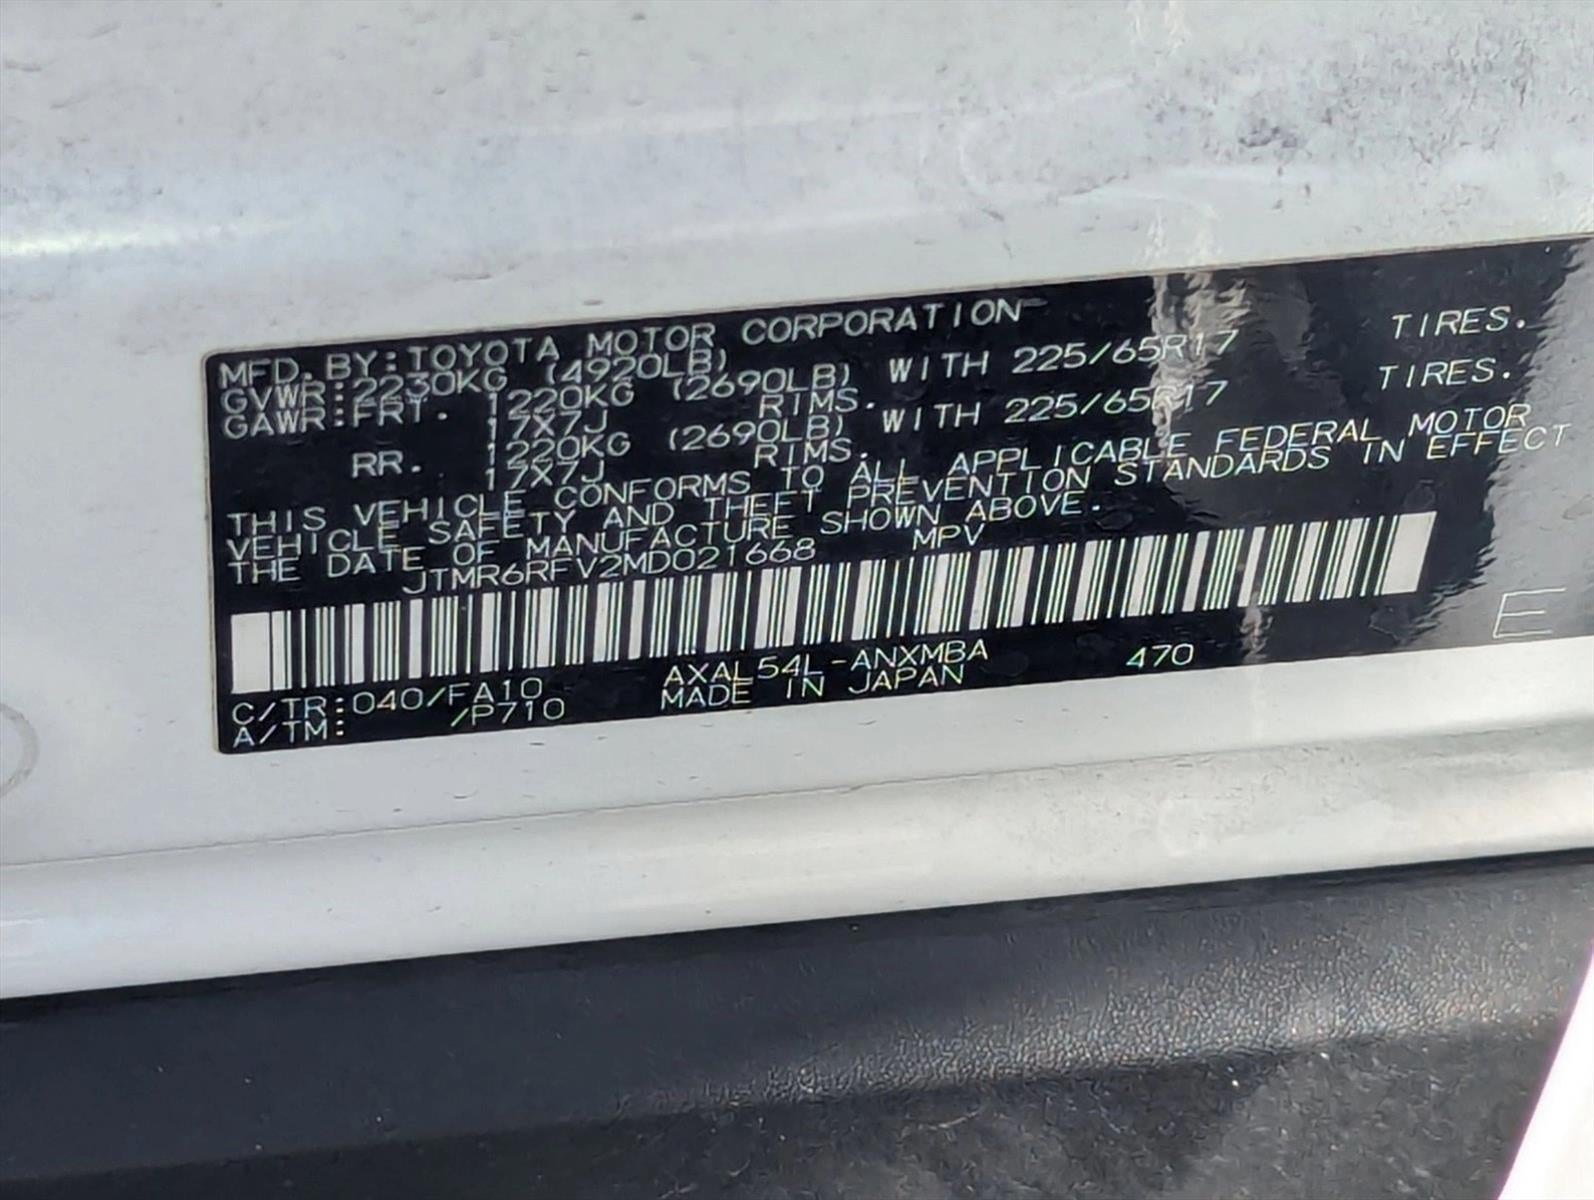 MFD. BY: TOYOTA MOTOR CORPORATION
GVWR: 2230KG (4920LB)
GAWR: FRT. 1220KG (2690LB) WITH 225/65R17 TIRES.
17X7J RIMS.
RR. 1220KG (2690LB) WITH 225/65R17 TIRES.
17X7J RIMS.
THIS VEHICLE CONFORMS TO ALL APPLICABLE FEDERAL MOTOR
VEHICLE SAFETY AND THEFT PREVENTION STANDARDS IN EFFECT
THE DATE OF MANUFACTURE SHOWN ABOVE.
JTMR6RFV2MD021668 MPV
C/TR: 040/FA10 AXAL54L-ANXMBA 470 E
A/TM: /P710 MADE IN JAPAN